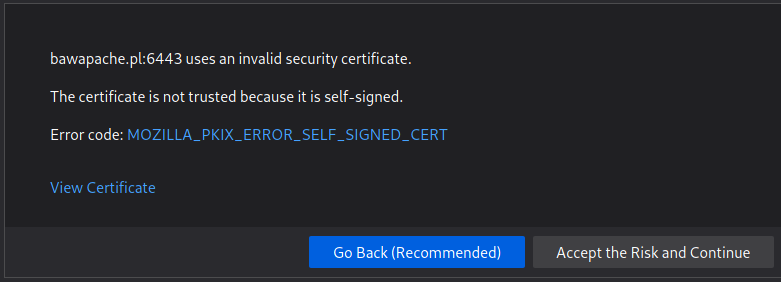 bawapache.pl:6443 uses an invalid security certificate.
The certificate is not trusted because it is self-signed.
Error code: MOZILLA_PKIX_ERROR_SELF_SIGNED_CERT
View Certificate
Go Back (Recommended)
Accept the Risk and Continue